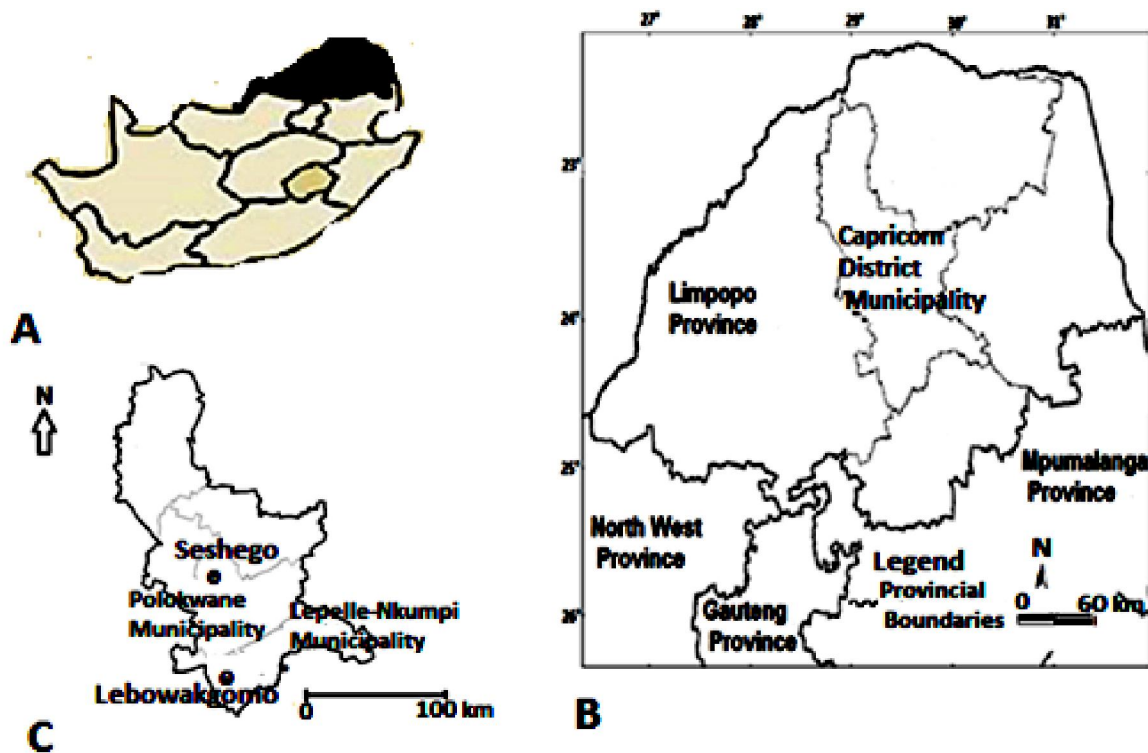 A
N
Seshego
Polokwane
Municipality
Lepelle-Nkumpi
Municipality
Lebowakgomo
0 100 km
C
27° 28° 29° 30° 31°
23°
24°
25°
26°
Capricorn
District
Municipality
Limpopo
Province
Mpumalanga
Province
North West
Province
Gauteng
Province
Legend
Provincial
Boundaries
N
0 60 km
B